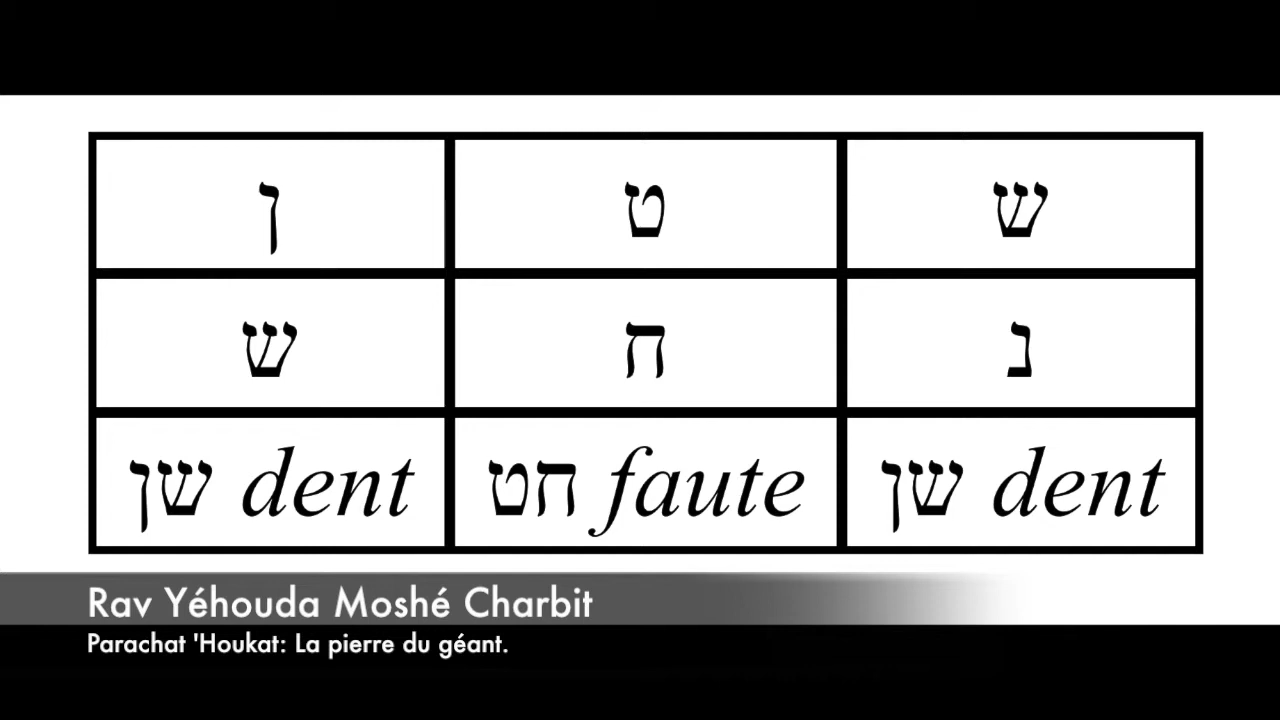 ש ט ן
נ ח ש
שן dent חט faute שן dent
Rav Yéhouda Moshé Charbit
Parachat 'Houkat: La pierre du géant.